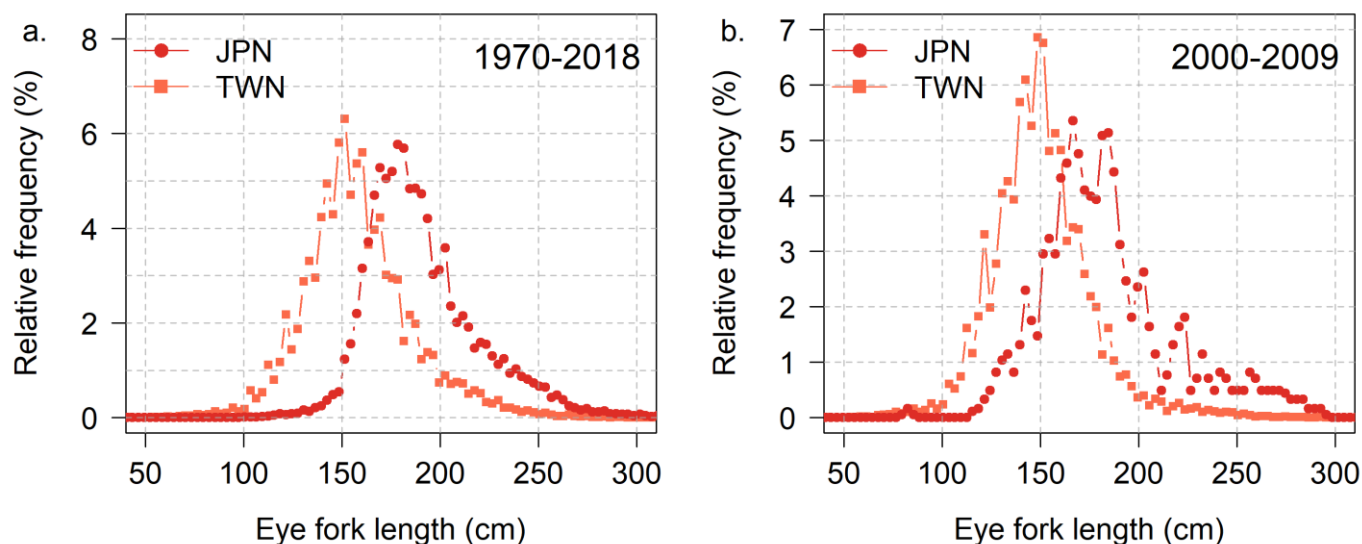 a.
JPN
TWN
1970-2018
Relative frequency (%)
8
6
4
2
0
50 100 150 200 250 300
Eye fork length (cm)
b.
JPN
TWN
2000-2009
Relative frequency (%)
7
6
5
4
3
2
1
0
50 100 150 200 250 300
Eye fork length (cm)